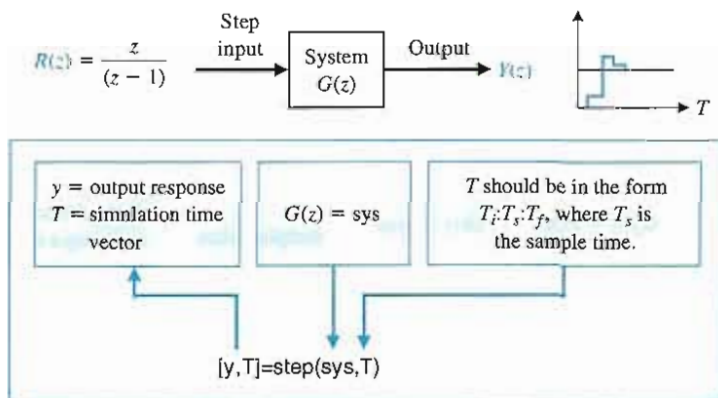 Step
input
R(z) = z
(z − 1)
System
G(z)
Output
Y(z)
T
y = output response
T = simnlation time
vector
G(z) = sys
T should be in the form
Ti:Ts:Tf, where Ts is
the sample time.
[y,T]=step(sys,T)